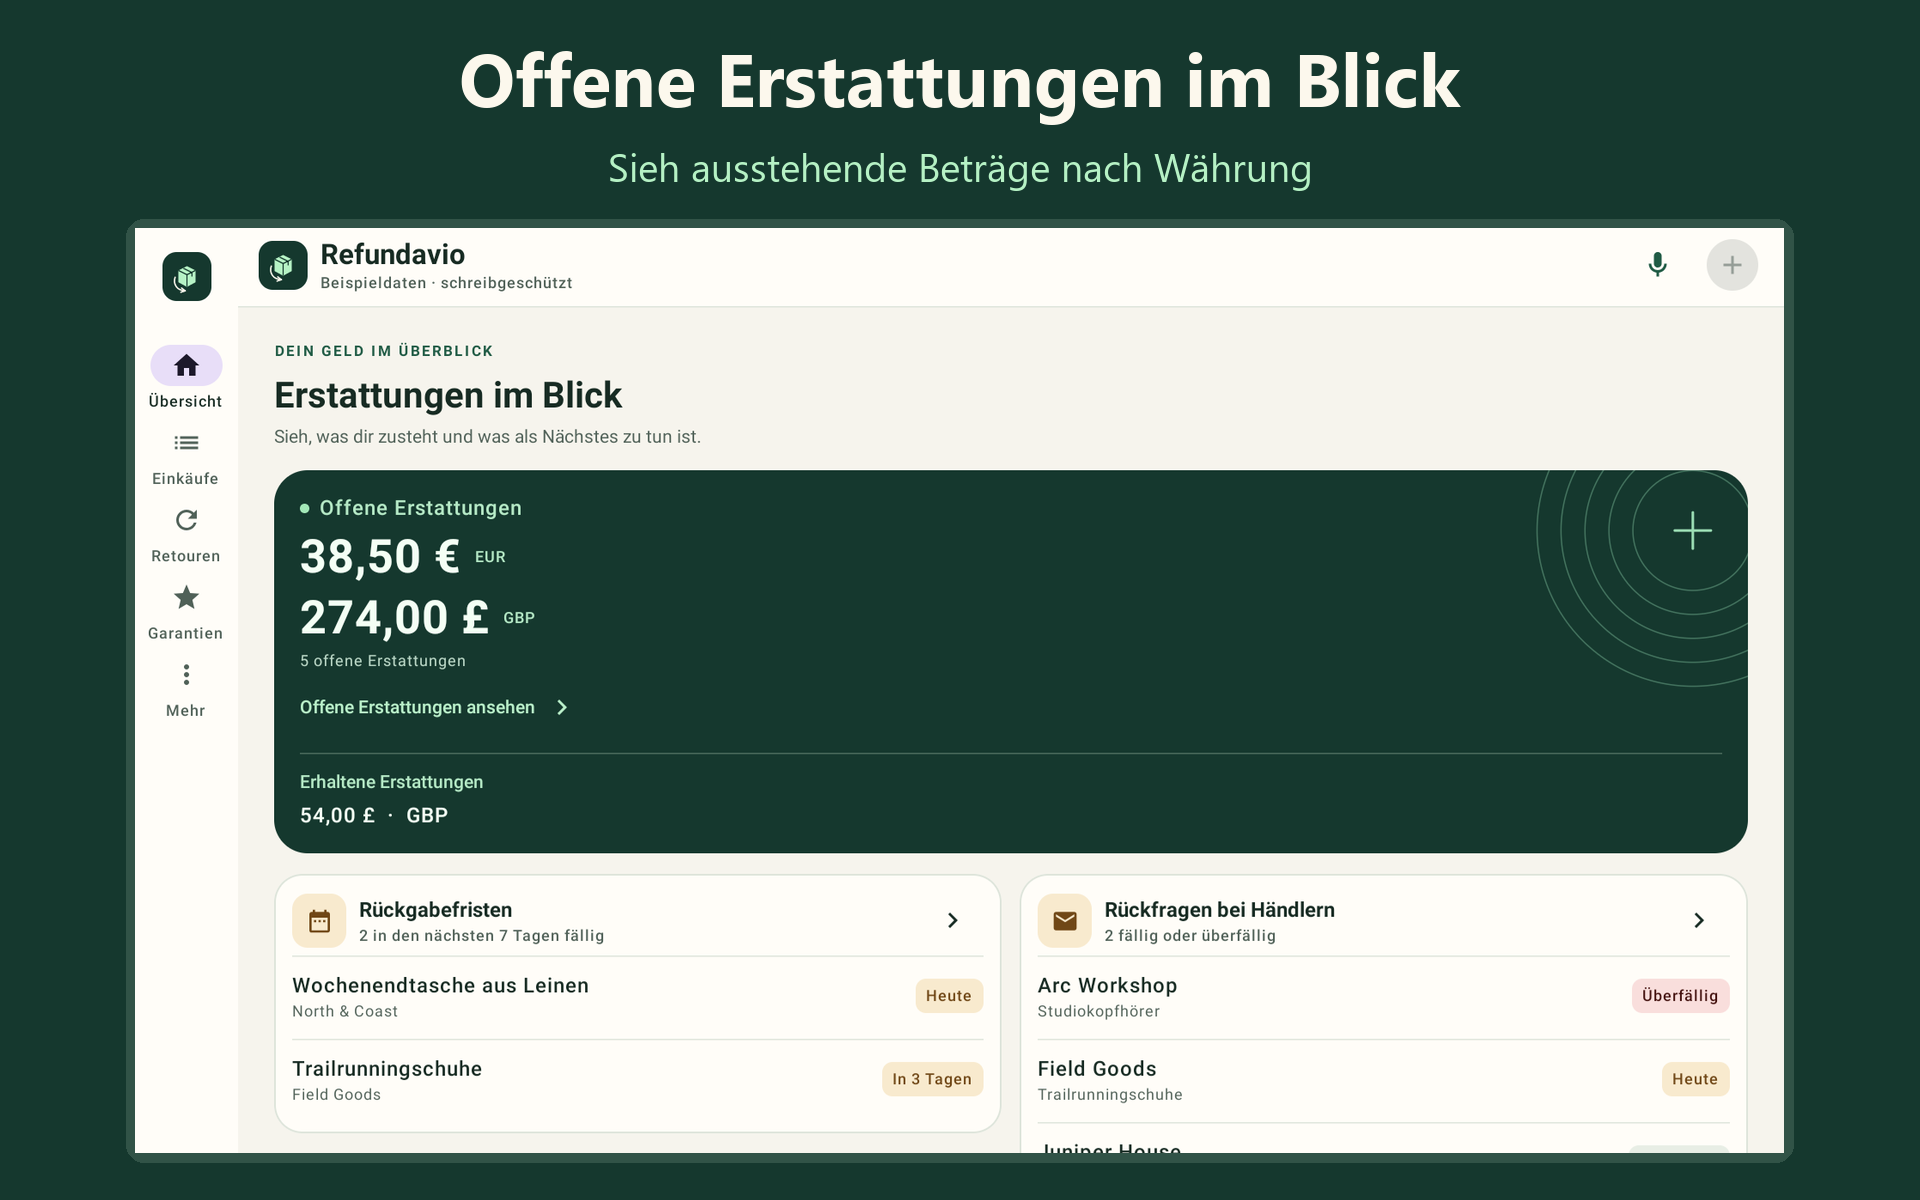 Offene Erstattungen im Blick
Sieh ausstehende Beträge nach Währung
Refundavio
Beispieldaten · schreibgeschützt
Übersicht
Einkäufe
Retouren
Garantien
Mehr
DEIN GELD IM ÜBERBLICK
Erstattungen im Blick
Sieh, was dir zusteht und was als Nächstes zu tun ist.
Offene Erstattungen
38,50 € EUR
274,00 £ GBP
5 offene Erstattungen
Offene Erstattungen ansehen
Erhaltene Erstattungen
54,00 £ · GBP
Rückgabefristen
2 in den nächsten 7 Tagen fällig
Wochenendtasche aus Leinen
North & Coast
Heute
Trailrunningschuhe
Field Goods
In 3 Tagen
Rückfragen bei Händlern
2 fällig oder überfällig
Arc Workshop
Studiokopfhörer
Überfällig
Field Goods
Trailrunningschuhe
Heute
Juniper House